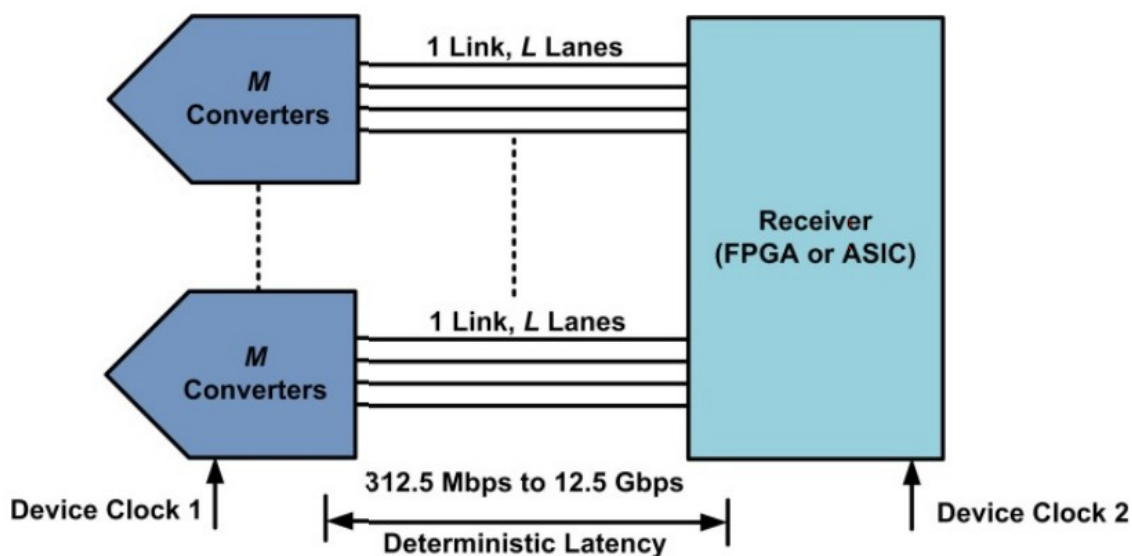 1 Link, L Lanes
M
Converters
Receiver
(FPGA or ASIC)
1 Link, L Lanes
M
Converters
312.5 Mbps to 12.5 Gbps
Device Clock 1
Device Clock 2
Deterministic Latency